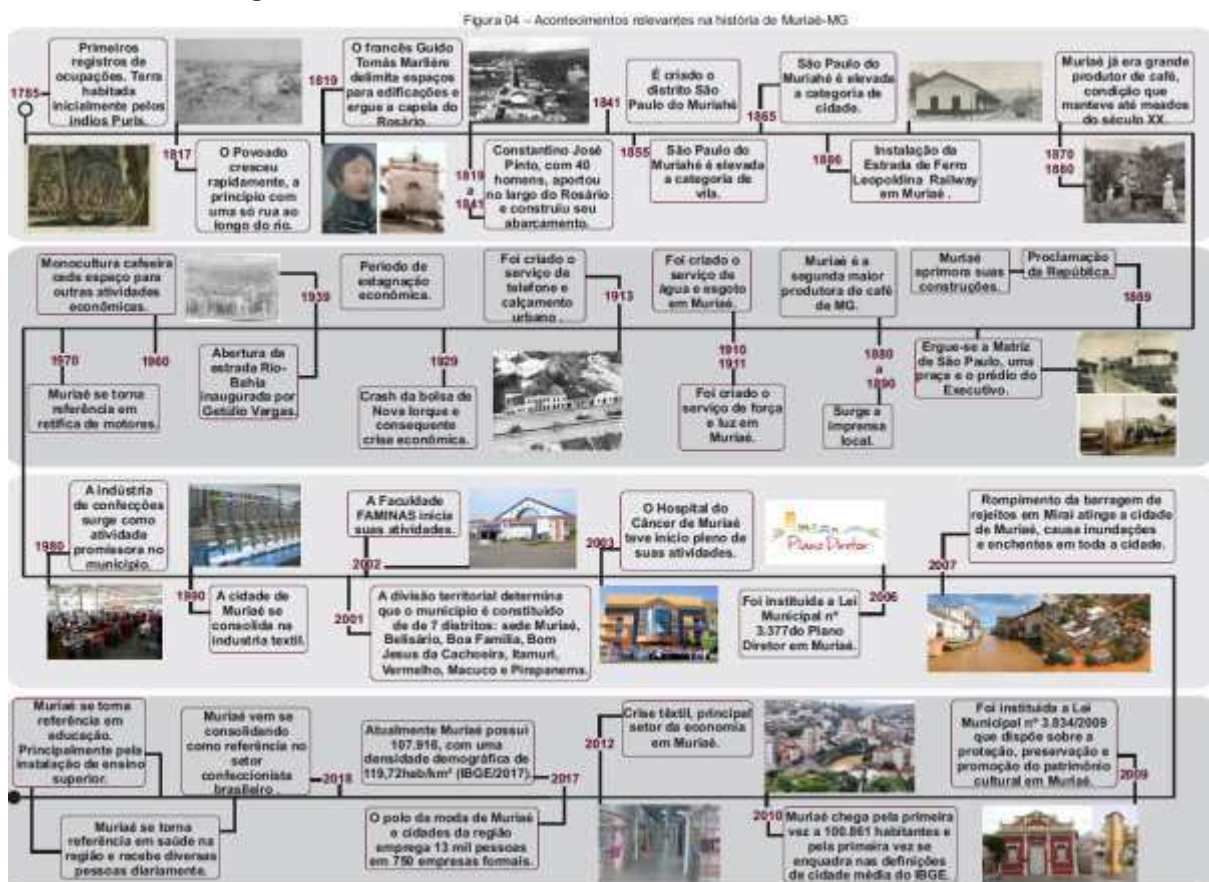 Figura 04 – Acontecimentos relevantes na história de Muriaé-MG
1785
Primeiros
registros de
ocupações. Terra
habitada
inicialmente pelos
índios Puris.
1817
O Povoado
cresceu
rapidamente, a
princípio com
uma só rua ao
longo do rio.
1819
O francês Guido
Tomás Marlière
delimita espaços
para edificações e
ergue a capela do
Rosário.
1819
a
1841
Constantino José
Pinto, com 40
homens, aportou
no largo do Rosário
e construiu seu
abarcamento.
1841
É criado o
distrito São
Paulo do Muriahé
1855
São Paulo do
Muriahé é elevada
a categoria de
vila.
1865
São Paulo do
Muriahé é elevada
a categoria de
cidade.
1886
Instalação da
Estrada de Ferro
Leopoldina Railway
em Muriaé .
1870
1880
Muriaé já era grande
produtor de café,
condição que
manteve até meados
do século XX.
1889
Proclamação
da República.
Muriaé
aprimora suas
construções.
Ergue-se a Matriz
de São Paulo, uma
praça e o prédio do
Executivo.
Muriaé é a
segunda maior
produtora de café
de MG.
1880
a
1890
Surge a
imprensa
local.
Foi criado o
serviço de
água e esgoto
em Muriaé.
1910
1911
Foi criado o
serviço de força
e luz em
Muriaé.
Foi criado o
serviço de
telefone e
calçamento
urbano .
1913
Período de
estagnação
econômica.
1929
Crash da bolsa de
Nova Iorque e
consequente
crise econômica.
1939
Abertura da
estrada Rio-
Bahia
inaugurada por
Getúlio Vargas.
Monocultura cafeeira
cede espaço para
outras atividades
econômicas.
1960
1970
Muriaé se torna
referência em
retífica de motores.
1980
A indústria
de confecções
surge como
atividade
promissora no
município.
1990
A cidade de
Muriaé se
consolida na
industria textil.
2001
A divisão territorial determina
que o município é constituído
de de 7 distritos: sede Muriaé,
Belisário, Boa Família, Bom
Jesus da Cachoeira, Itamuri,
Vermelho, Macuco e Pirapanema.
2002
A Faculdade
FAMINAS inicia
suas atividades.
2003
O Hospital do
Câncer de Muriaé
teve início pleno de
suas atividades.
Plano Diretor
2006
Foi instituída a Lei
Municipal nº
3.377do Plano
Diretor em Muriaé.
2007
Rompimento da barragem de
rejeitos em Miraí atinge a cidade
de Muriaé, causa inundações
e enchentes em toda a cidade.
2009
Foi instituída a Lei
Municipal nº 3.834/2009
que dispõe sobre a
proteção, preservação e
promoção do patrimônio
cultural em Muriaé.
2010
Muriaé chega pela primeira
vez a 100.861 habitantes e
pela primeira vez se
enquadra nas definições
de cidade média do IBGE.
2012
Crise têxtil, principal
setor da economia
em Muriaé.
2017
Atualmente Muriaé possui
107.916, com uma
densidade demográfica de
119,72hab/km² (IBGE/2017).
O polo da moda de Muriaé
e cidades da região
emprega 13 mil pessoas
em 750 empresas formais.
2018
Muriaé vem se
consolidando
como referência no
setor
confeccionista
brasileiro .
Muriaé se torna
referência em
educação.
Principalmente pela
instalação de ensino
superior.
Muriaé se torna
referência em saúde na
região e recebe diversas
pessoas diariamente.